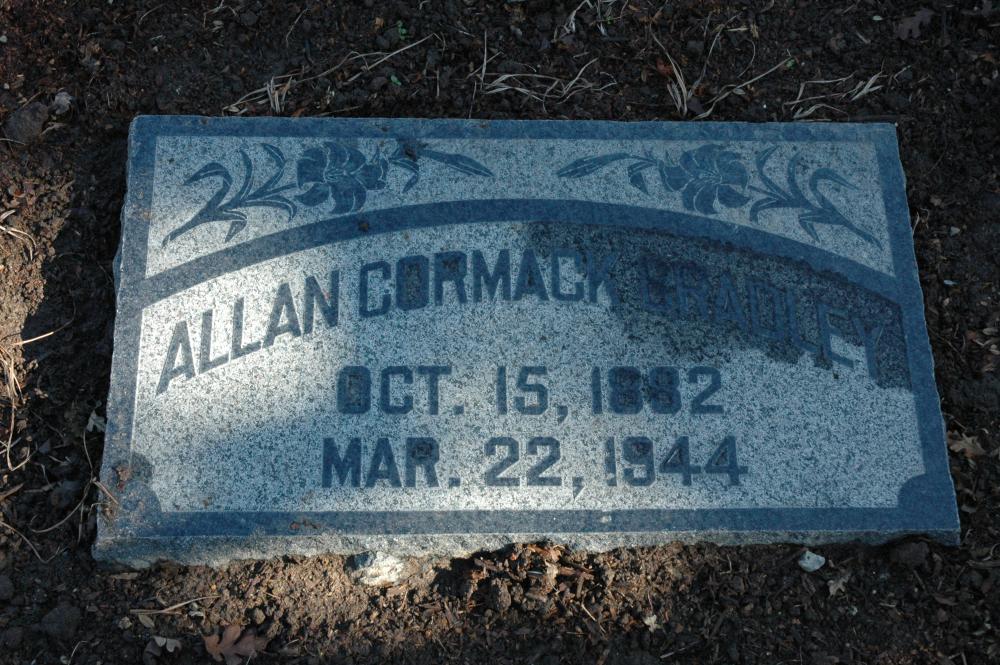 ALLAN CORMACK BRADLEY
OCT. 15, 1882
MAR. 22, 1944